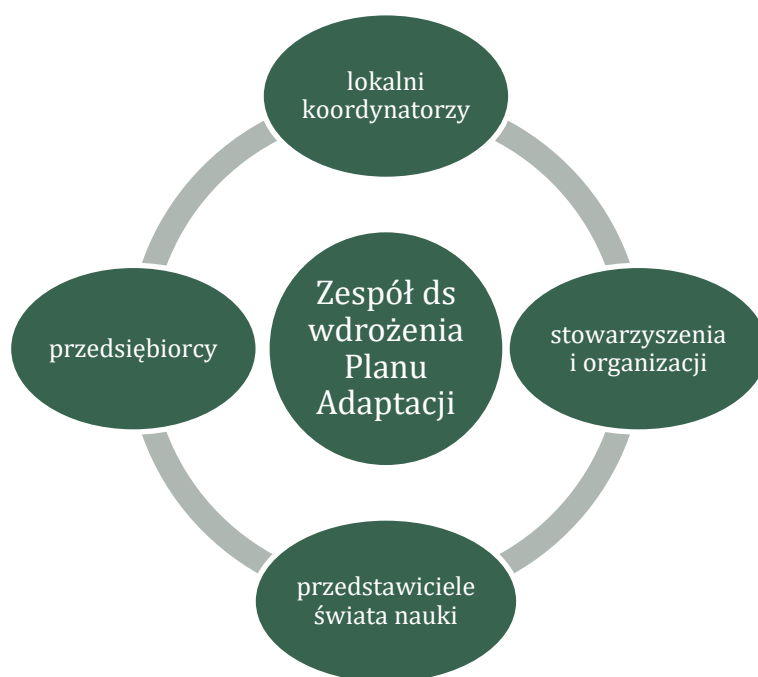 lokalni
koordynatorzy
Zespół ds
wdrożenia
Planu
Adaptacji
przedsiębiorcy
stowarzyszenia
i organizacji
przedstawiciele
świata nauki